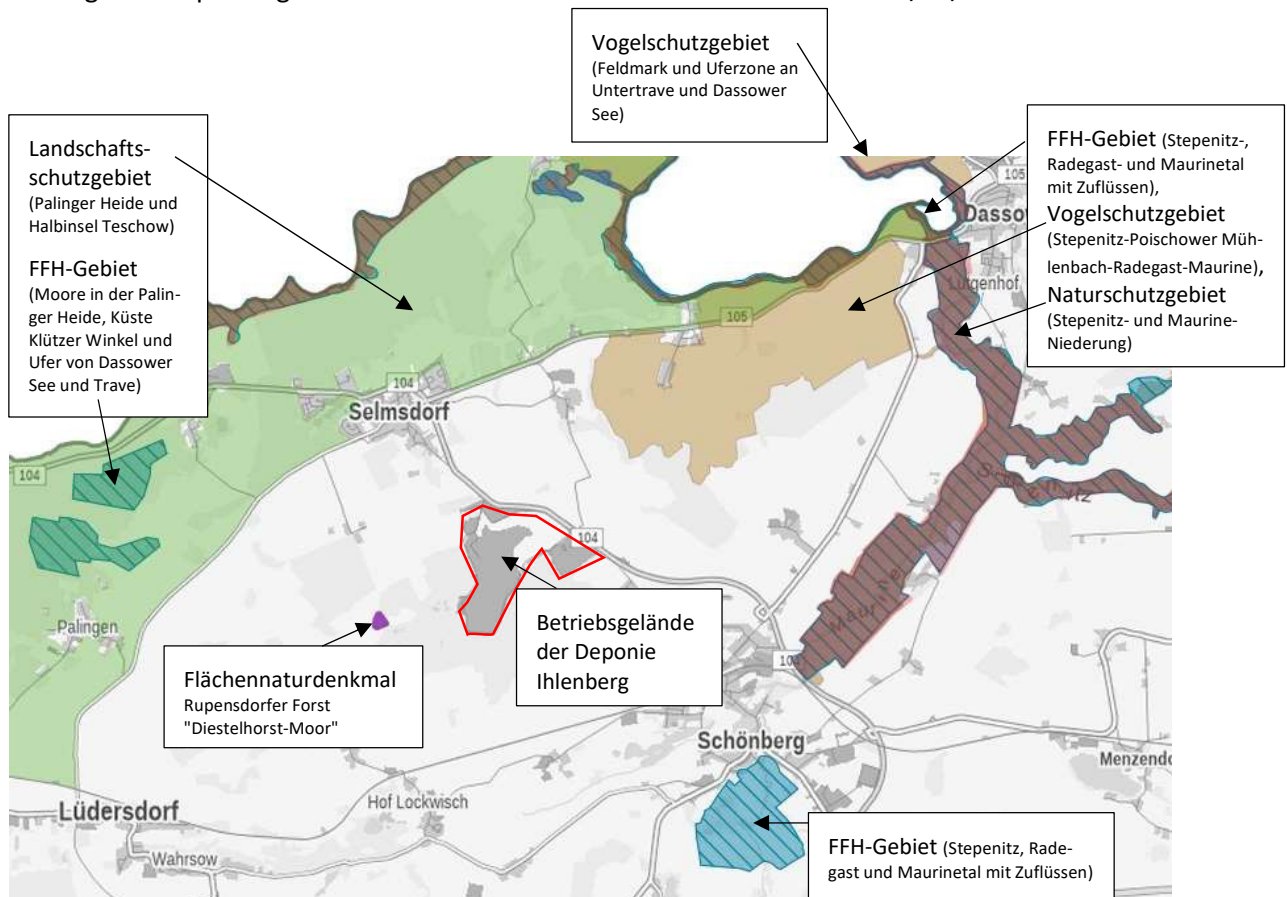 Vogelschutzgebiet
(Feldmark und Uferzone an
Untertrave und Dassower
See)
Landschafts-
schutzgebiet
(Palinger Heide und
Halbinsel Teschow)
FFH-Gebiet
(Moore in der Palin-
ger Heide, Küste
Klützer Winkel und
Ufer von Dassower
See und Trave)
FFH-Gebiet (Stepenitz-,
Radegast- und Maurinetal
mit Zuflüssen),
Vogelschutzgebiet
(Stepenitz-Poischower Müh-
lenbach-Radegast-Maurine),
Naturschutzgebiet
(Stepenitz- und Maurine-
Niederung)
105
Dassow
Lütgenhof
105
104
Selmsdorf
104
Stepenitz
104
Maurine
Palingen
Betriebsgelände
der Deponie
Ihlenberg
Flächennaturdenkmal
Rupensdorfer Forst
"Diestelhorst-Moor"
104
Schönberg
Menzendo
Lüdersdorf
Hof Lockwisch
Wahrsow
FFH-Gebiet (Stepenitz, Rade-
gast und Maurinetal mit Zuflüssen)